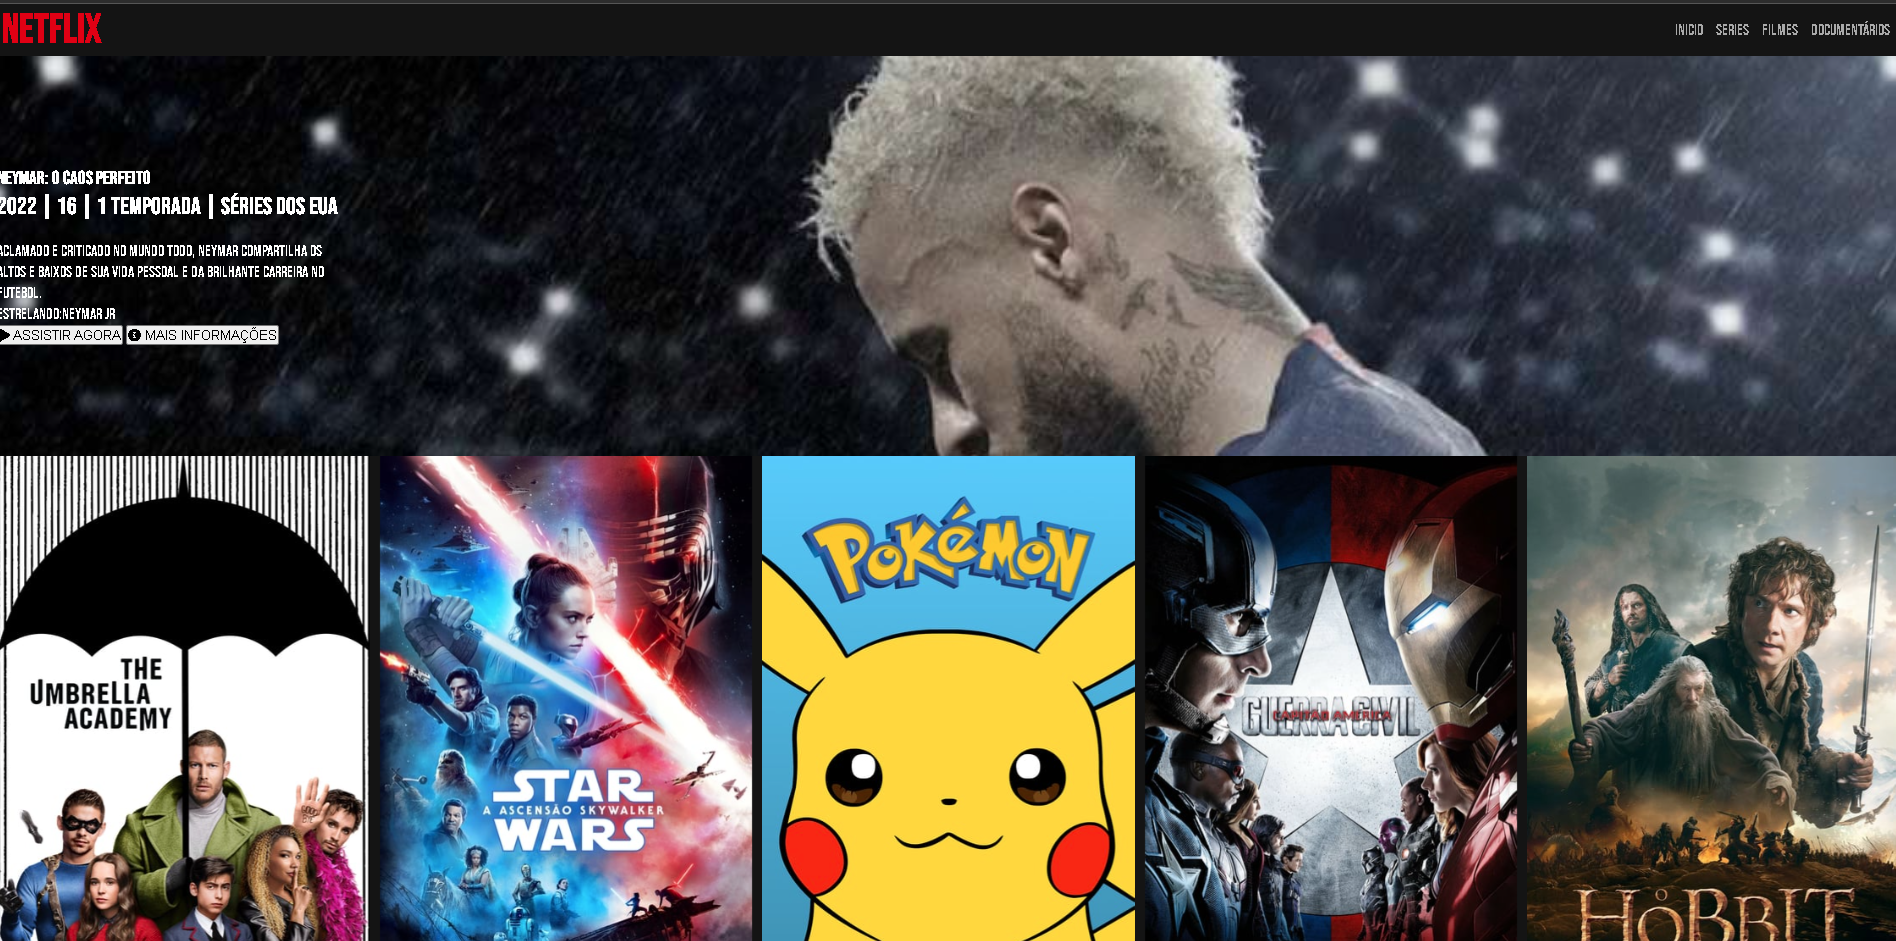 NETFLIX
INICIO SERIES FILMES DOCUMENTÁRIOS
NEYMAR: O CAOS PERFEITO
2022 | 16 | 1 TEMPORADA | SÉRIES DOS EUA
ACLAMADO E CRITICADO NO MUNDO TODO, NEYMAR COMPARTILHA OS
ALTOS E BAIXOS DE SUA VIDA PESSOAL E DA BRILHANTE CARREIRA NO
FUTEBOL.
ESTRELANDO:NEYMAR JR
ASSISTIR AGORA MAIS INFORMAÇÕES
THE
UMBRELLA
ACADEMY
STAR
A ASCENSÃO SKYWALKER
WARS
POKéMON
GUERRA CIVIL
CAPITÃO AMÉRICA
O
HOBBIT